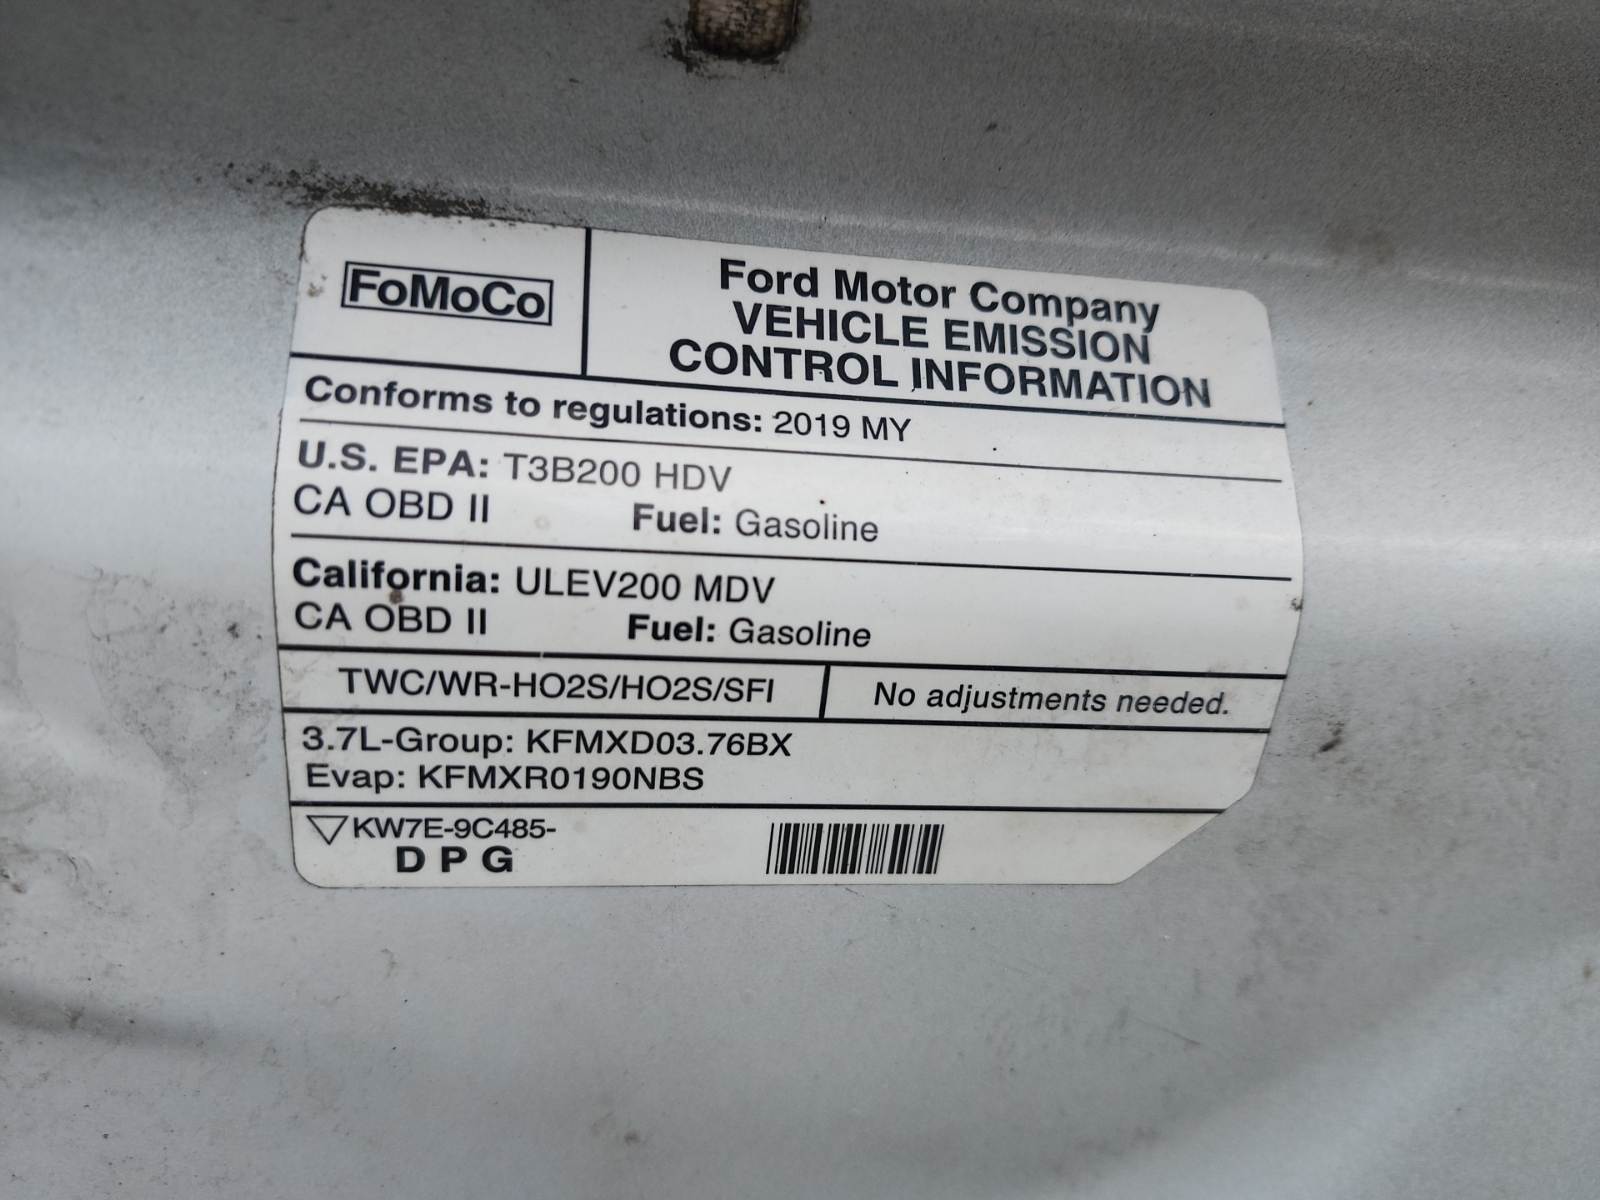 FoMoCo
Ford Motor Company
VEHICLE EMISSION
CONTROL INFORMATION
Conforms to regulations: 2019 MY
U.S. EPA: T3B200 HDV
CA OBD II Fuel: Gasoline
California: ULEV200 MDV
CA OBD II Fuel: Gasoline
TWC/WR-HO2S/HO2S/SFI
No adjustments needed.
3.7L-Group: KFMXD03.76BX
Evap: KFMXR0190NBS
KW7E-9C485-
D P G